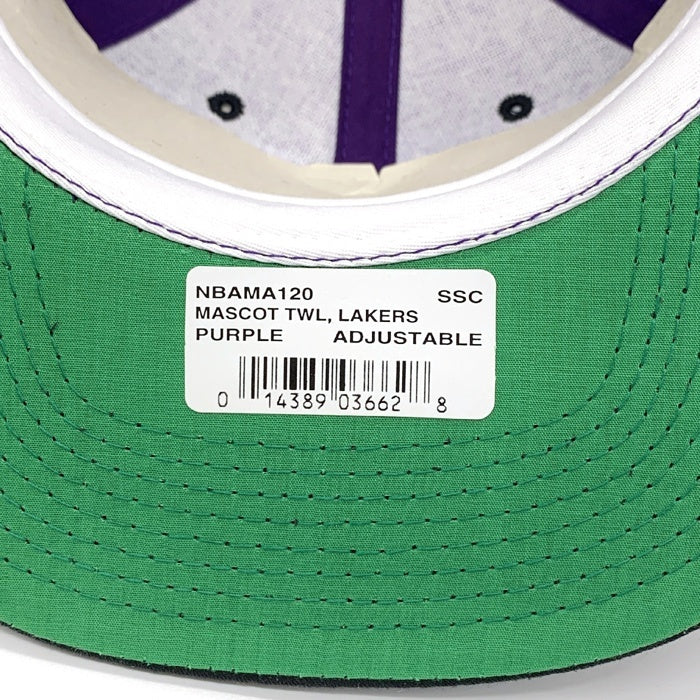 NBAMA120 SSC
MASCOT TWL, LAKERS
PURPLE ADJUSTABLE
0 14389 03662 8